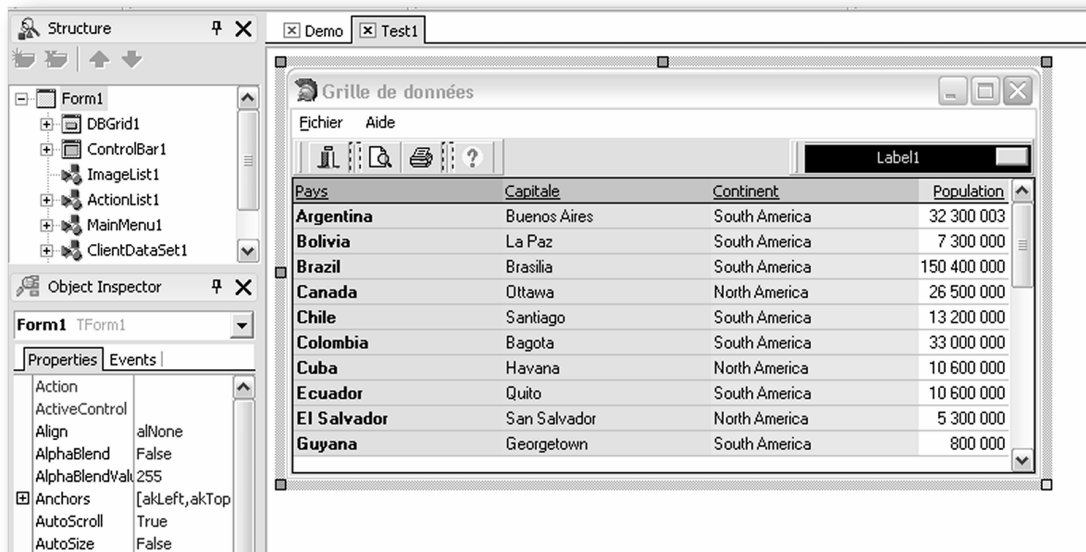 Structure
Form1
DBGrid1
ControlBar1
ImageList1
ActionList1
MainMenu1
ClientDataSet1
Object Inspector
Form1 TForm1
Properties Events
Action
ActiveControl
Align alNone
AlphaBlend False
AlphaBlendValu 255
Anchors [akLeft,akTop
AutoScroll True
AutoSize False
Demo Test1
Grille de données
Fichier Aide
Label1
Pays Capitale Continent Population
Argentina Buenos Aires South America 32 300 003
Bolivia La Paz South America 7 300 000
Brazil Brasilia South America 150 400 000
Canada Ottawa North America 26 500 000
Chile Santiago South America 13 200 000
Colombia Bagota South America 33 000 000
Cuba Havana North America 10 600 000
Ecuador Quito South America 10 600 000
El Salvador San Salvador North America 5 300 000
Guyana Georgetown South America 800 000